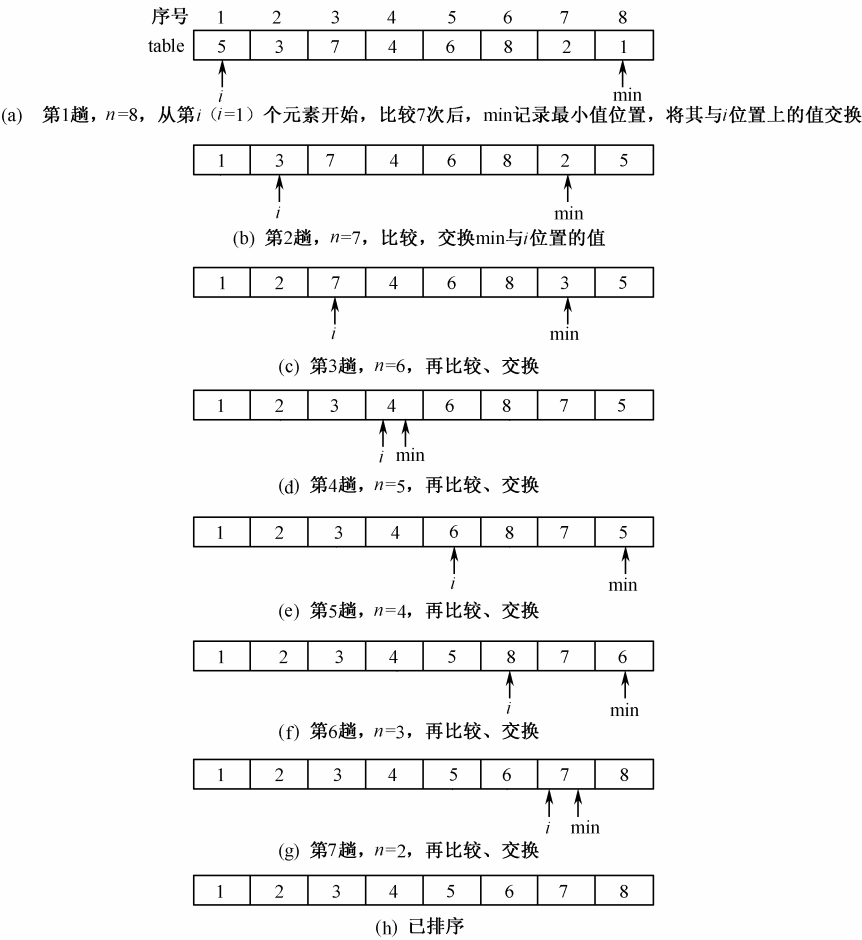 序号 1 2 3 4 5 6 7 8
table 5 3 7 4 6 8 2 1
i min
(a) 第1趟，n=8，从第i（i=1）个元素开始，比较7次后，min记录最小值位置，将其与i位置上的值交换
1 3 7 4 6 8 2 5
i min
(b) 第2趟，n=7，比较，交换min与i位置的值
1 2 7 4 6 8 3 5
i min
(c) 第3趟，n=6，再比较、交换
1 2 3 4 6 8 7 5
i min
(d) 第4趟，n=5，再比较、交换
1 2 3 4 6 8 7 5
i min
(e) 第5趟，n=4，再比较、交换
1 2 3 4 5 8 7 6
i min
(f) 第6趟，n=3，再比较、交换
1 2 3 4 5 6 7 8
i min
(g) 第7趟，n=2，再比较、交换
1 2 3 4 5 6 7 8
(h) 已排序